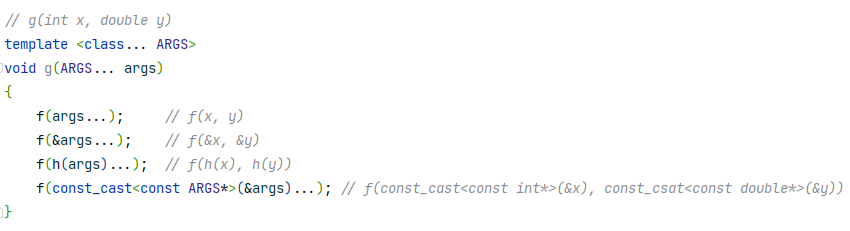 // g(int x, double y)
template <class... ARGS>
void g(ARGS... args)
{
    f(args...);     // f(x, y)
    f(&args...);    // f(&x, &y)
    f(h(args)...);  // f(h(x), h(y))
    f(const_cast<const ARGS*>(&args)...); // f(const_cast<const int*>(&x), const_csat<const double*>(&y))
}